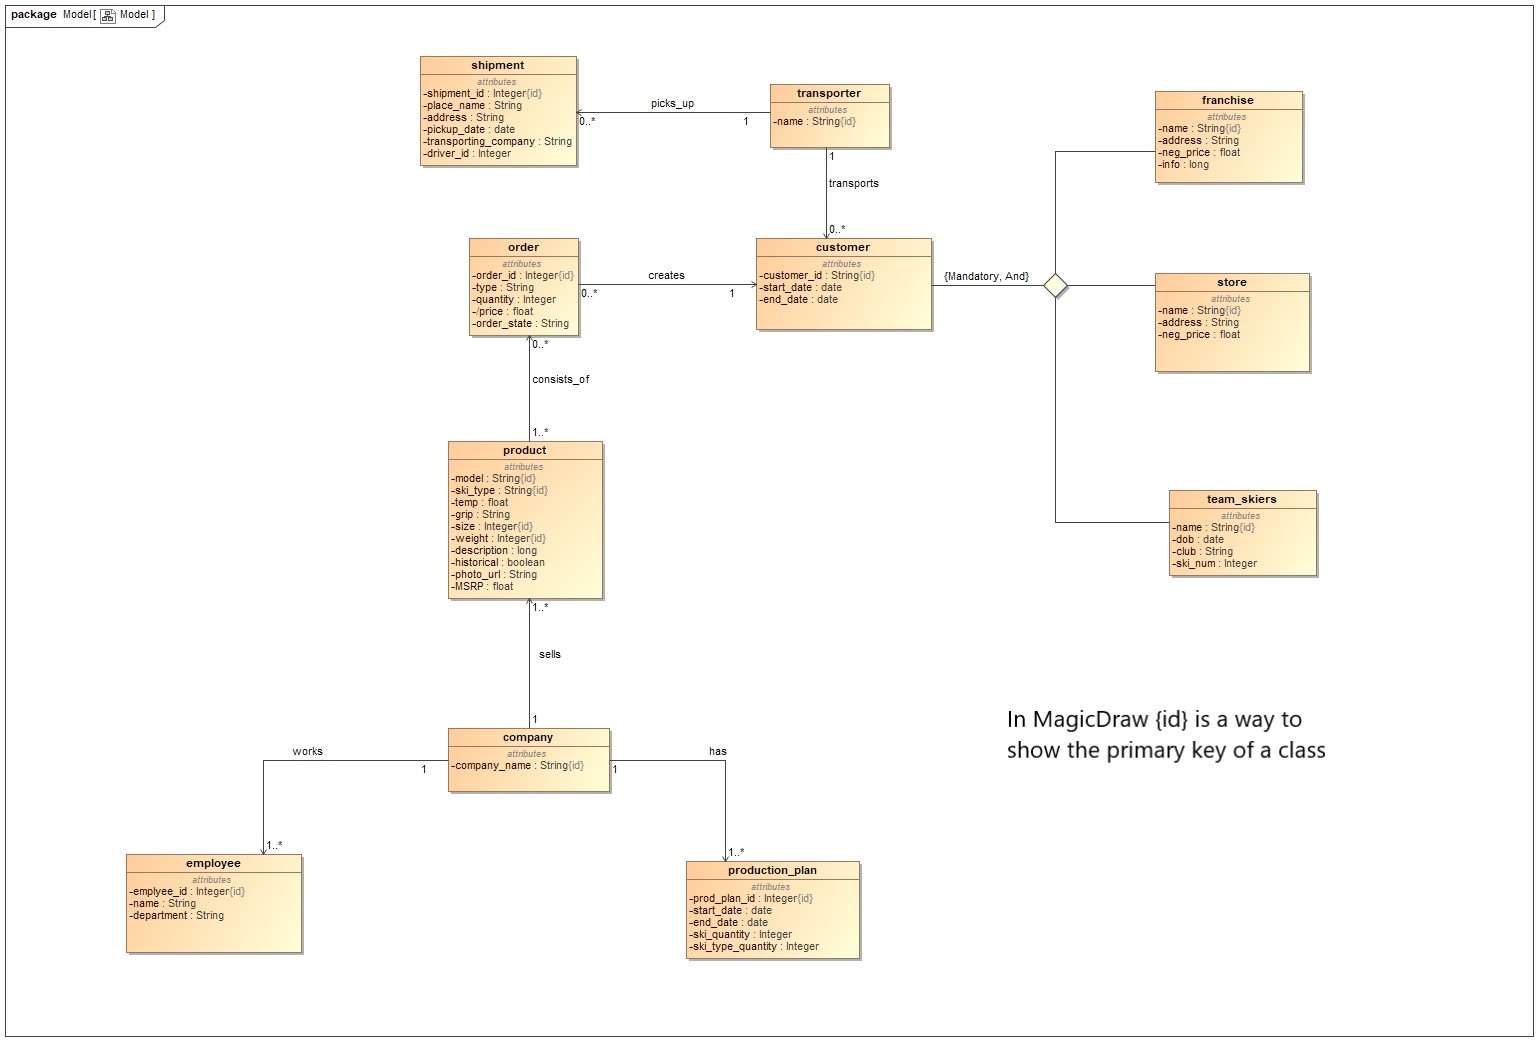 package Model[ Model ]
shipment
attributes
-shipment_id : Integer{id}
-place_name : String
-address : String
-pickup_date : date
-transporting_company : String
-driver_id : Integer
picks_up
0..*
1
transporter
attributes
-name : String{id}
1
transports
0..*
franchise
attributes
-name : String{id}
-address : String
-neg_price : float
-info : long
order
attributes
-order_id : Integer{id}
-type : String
-quantity : Integer
-/price : float
-order_state : String
creates
0..*
1
customer
attributes
-customer_id : String{id}
-start_date : date
-end_date : date
{Mandatory, And}
store
attributes
-name : String{id}
-address : String
-neg_price : float
0..*
consists_of
1..*
product
attributes
-model : String{id}
-ski_type : String{id}
-temp : float
-grip : String
-size : Integer{id}
-weight : Integer{id}
-description : long
-historical : boolean
-photo_url : String
-MSRP : float
team_skiers
attributes
-name : String{id}
-dob : date
-club : String
-ski_num : Integer
1..*
sells
1
company
attributes
-company_name : String{id}
works
1
1..*
has
1
1..*
In MagicDraw {id} is a way to
show the primary key of a class
employee
attributes
-emplyee_id : Integer{id}
-name : String
-department : String
production_plan
attributes
-prod_plan_id : Integer{id}
-start_date : date
-end_date : date
-ski_quantity : Integer
-ski_type_quantity : Integer